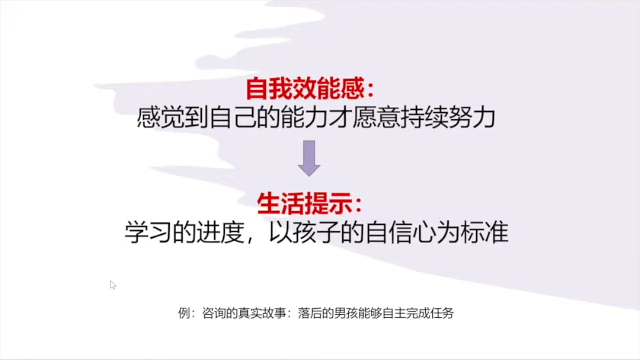 自我效能感：
感觉到自己的能力才愿意持续努力
生活提示：
学习的进度，以孩子的自信心为标准
例：咨询的真实故事：落后的男孩能够自主完成任务